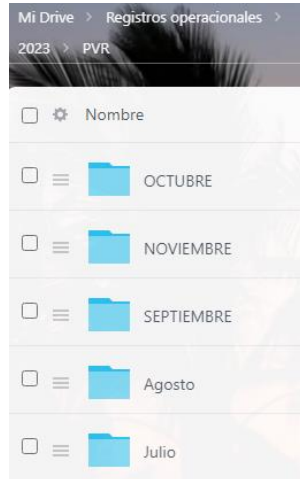 Mi Drive > Registros operacionales >
2023 > PVR
Nombre
OCTUBRE
NOVIEMBRE
SEPTIEMBRE
Agosto
Julio